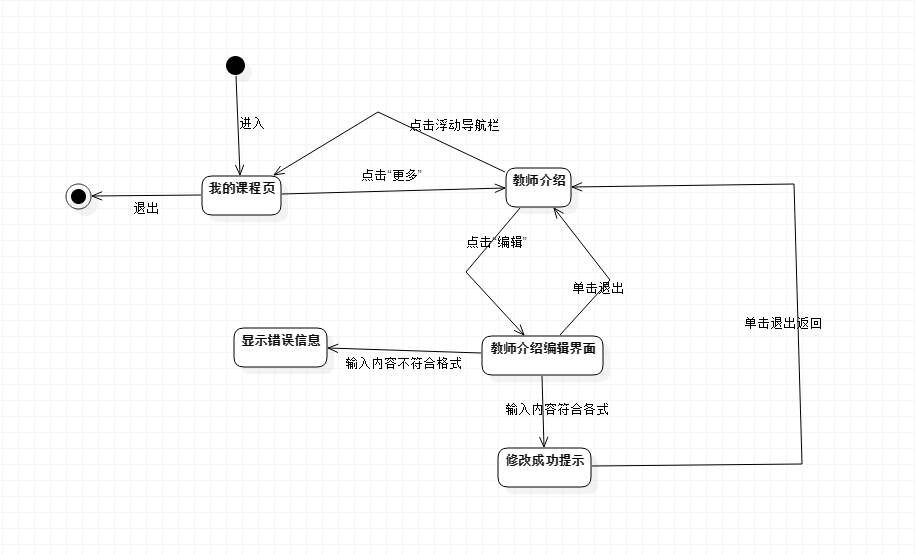 进入
点击浮动导航栏
点击“更多”
教师介绍
我的课程页
退出
点击“编辑”
单击退出
单击退出返回
显示错误信息
教师介绍编辑界面
输入内容不符合格式
输入内容符合各式
修改成功提示